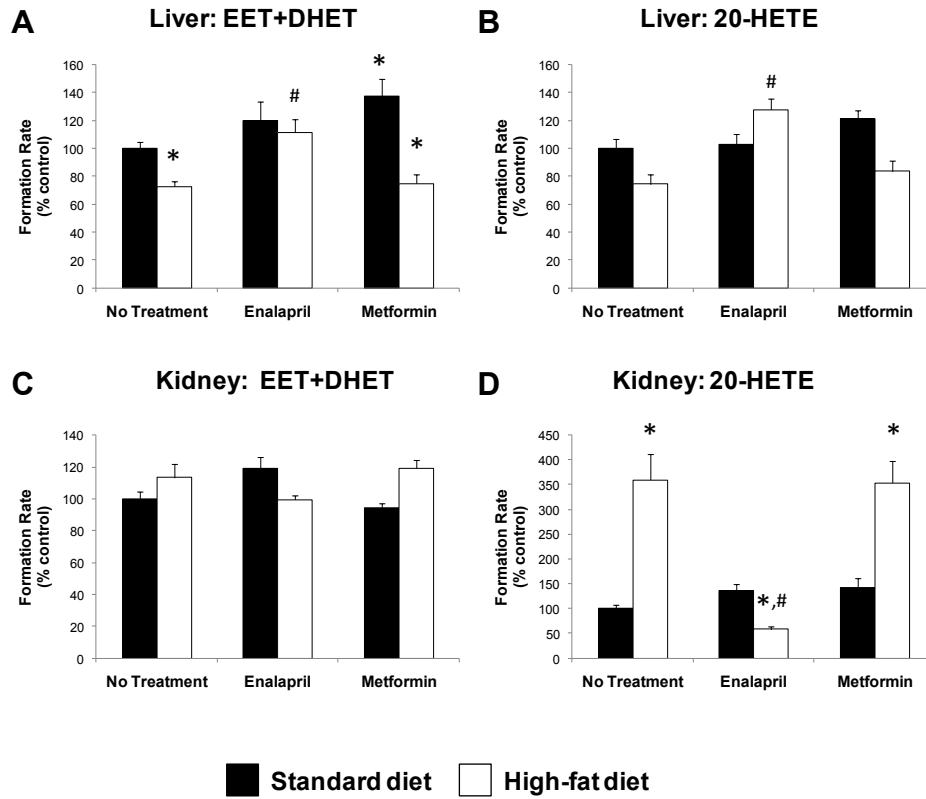 A
Liver: EET+DHET
Formation Rate
(% control)
160
140
120
100
80
60
40
20
0
*
#
*
*
No Treatment
Enalapril
Metformin
B
Liver: 20-HETE
Formation Rate
(% control)
160
140
120
100
80
60
40
20
0
#
No Treatment
Enalapril
Metformin
C
Kidney: EET+DHET
Formation Rate
(% control)
140
120
100
80
60
40
20
0
No Treatment
Enalapril
Metformin
D
Kidney: 20-HETE
Formation Rate
(% control)
450
400
350
300
250
200
150
100
50
0
*
*,#
*
No Treatment
Enalapril
Metformin
Standard diet
High-fat diet